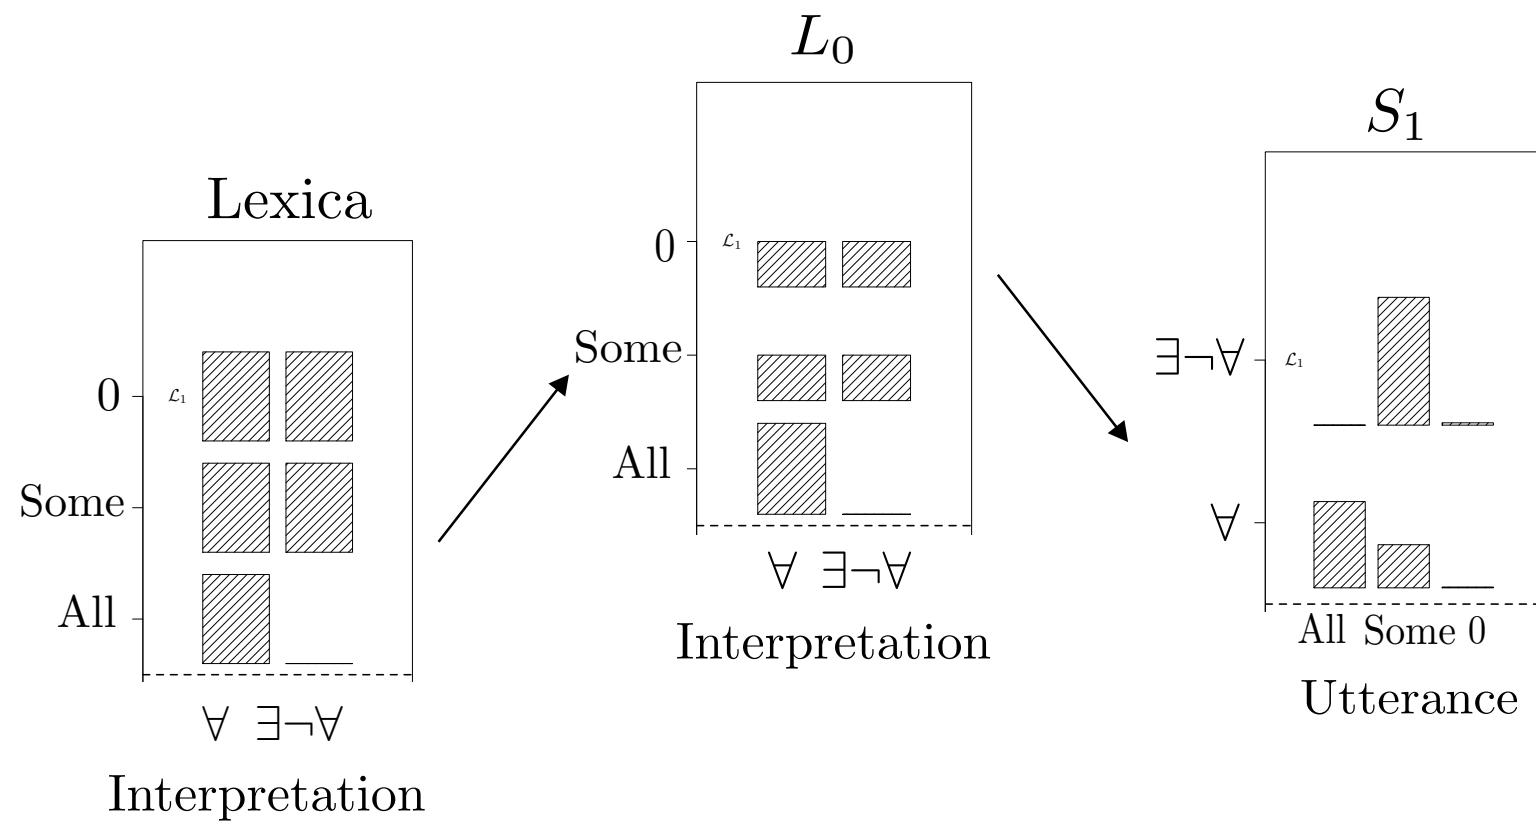 Lexica
0
ℒ₁
Some
All
∀ ∃¬∀
Interpretation
L₀
0
ℒ₁
Some
All
∀ ∃¬∀
Interpretation
S₁
∃¬∀
ℒ₁
∀
All Some 0
Utterance